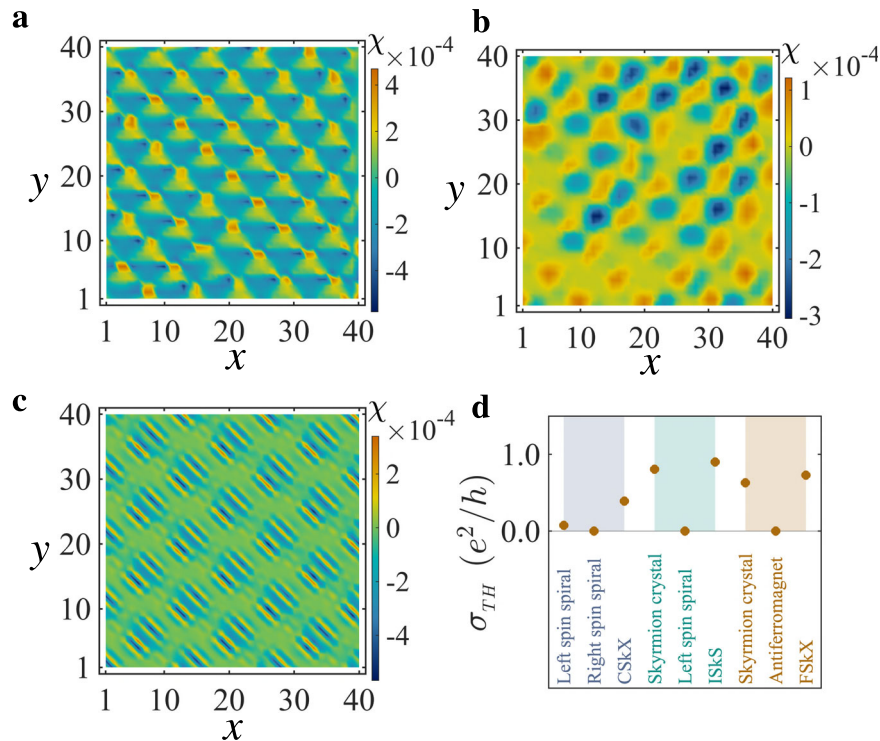 a
χ ×10⁻⁴
40
30
20
10
1
y
1 10 20 30 40
x
4
2
0
-2
-4
b
χ ×10⁻⁴
40
30
20
10
1
y
1 10 20 30 40
x
1
0
-1
-2
-3
c
χ ×10⁻⁴
40
30
20
10
1
y
1 10 20 30 40
x
2
0
-2
-4
d
1.0
0.0
σ_TH (e²/h)
Left spin spiral
Right spin spiral
CSkX
Skyrmion crystal
Left spin spiral
ISkS
Skyrmion crystal
Antiferromagnet
FSkX